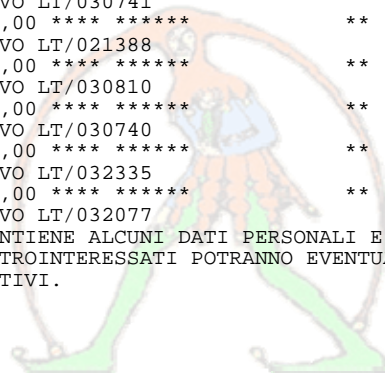 VO LT/030741
,00 **** ****** **
VO LT/021388
,00 **** ****** **
VO LT/030810
,00 **** ****** **
VO LT/030740
,00 **** ****** **
VO LT/032335
,00 **** ****** **
VO LT/032077
NTIENE ALCUNI DATI PERSONALI E
TROINTERESSATI POTRANNO EVENTUA
TIVI.